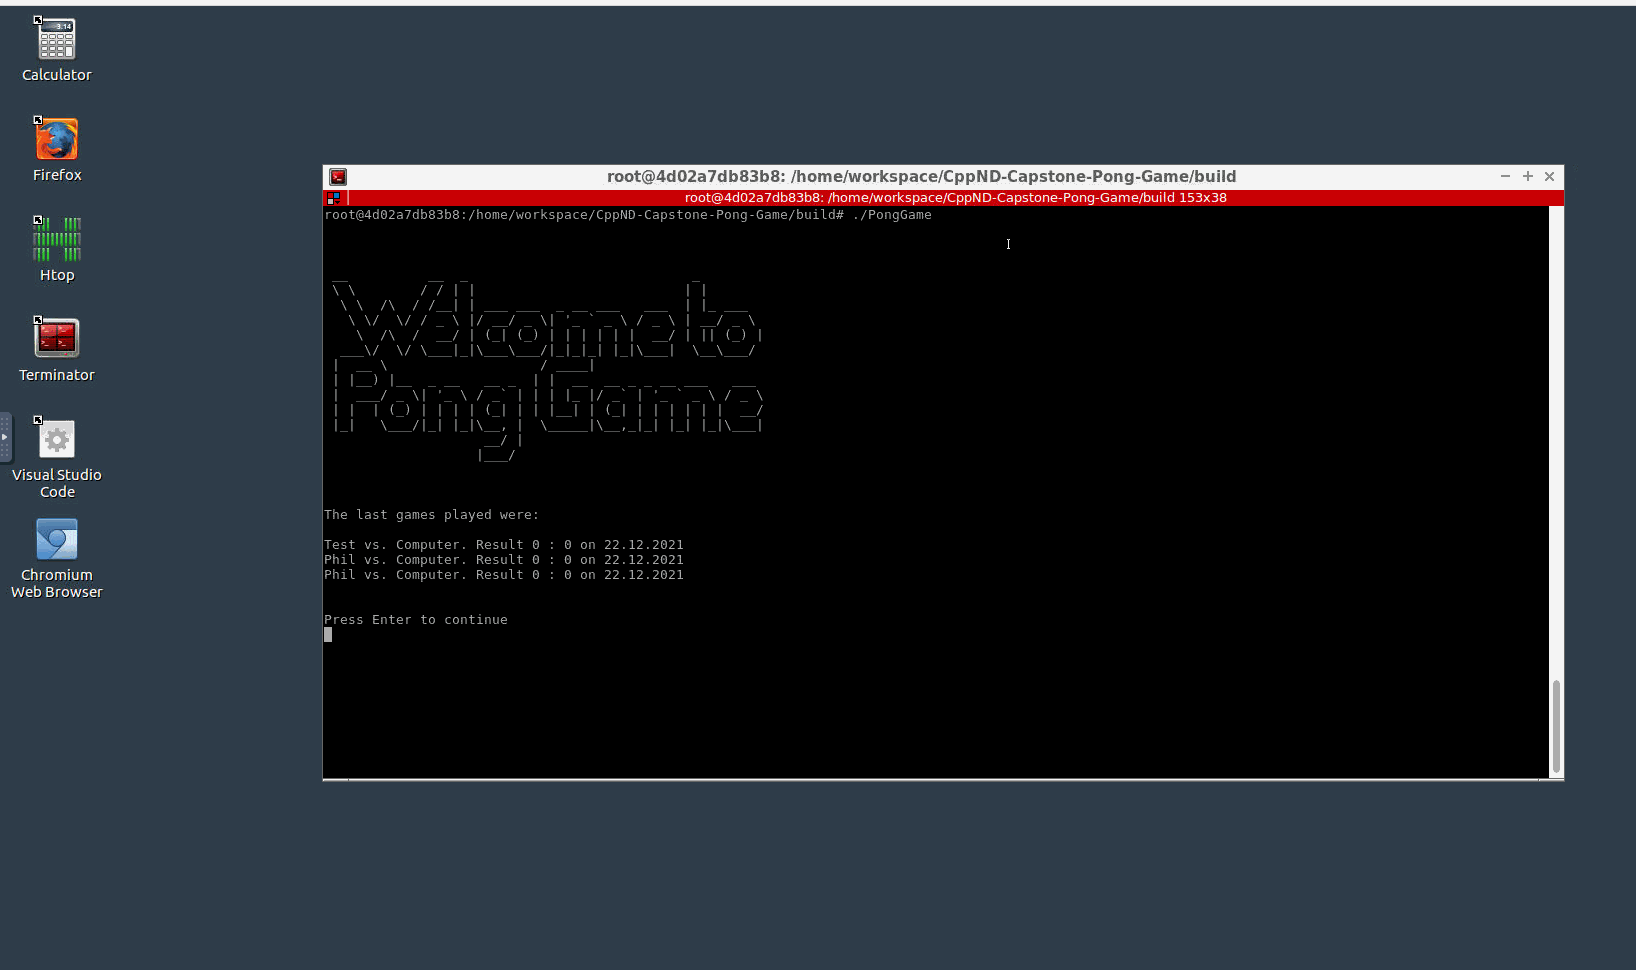 3.14
Calculator
Firefox
Htop
Terminator
Visual Studio
Code
Chromium
Web Browser
root@4d02a7db83b8: /home/workspace/CppND-Capstone-Pong-Game/build
root@4d02a7db83b8: /home/workspace/CppND-Capstone-Pong-Game/build 153x38
root@4d02a7db83b8:/home/workspace/CppND-Capstone-Pong-Game/build# ./PongGame
Welcome to
Pong Game
The last games played were:
Test vs. Computer. Result 0 : 0 on 22.12.2021
Phil vs. Computer. Result 0 : 0 on 22.12.2021
Phil vs. Computer. Result 0 : 0 on 22.12.2021
Press Enter to continue